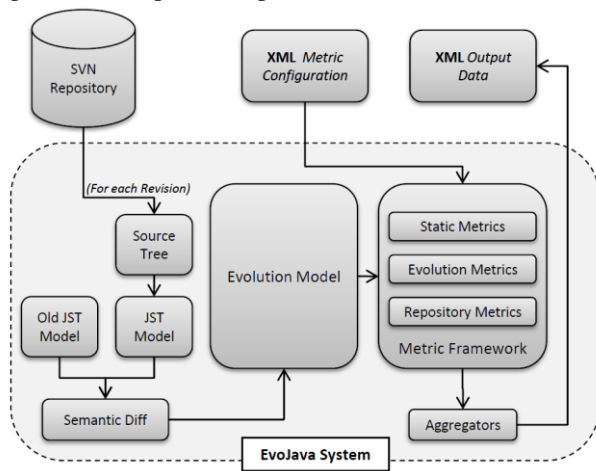 SVN
Repository
XML Metric
Configuration
XML Output
Data
(For each Revision)
Source
Tree
Old JST
Model
JST
Model
Semantic Diff
Evolution Model
Static Metrics
Evolution Metrics
Repository Metrics
Metric Framework
Aggregators
EvoJava System